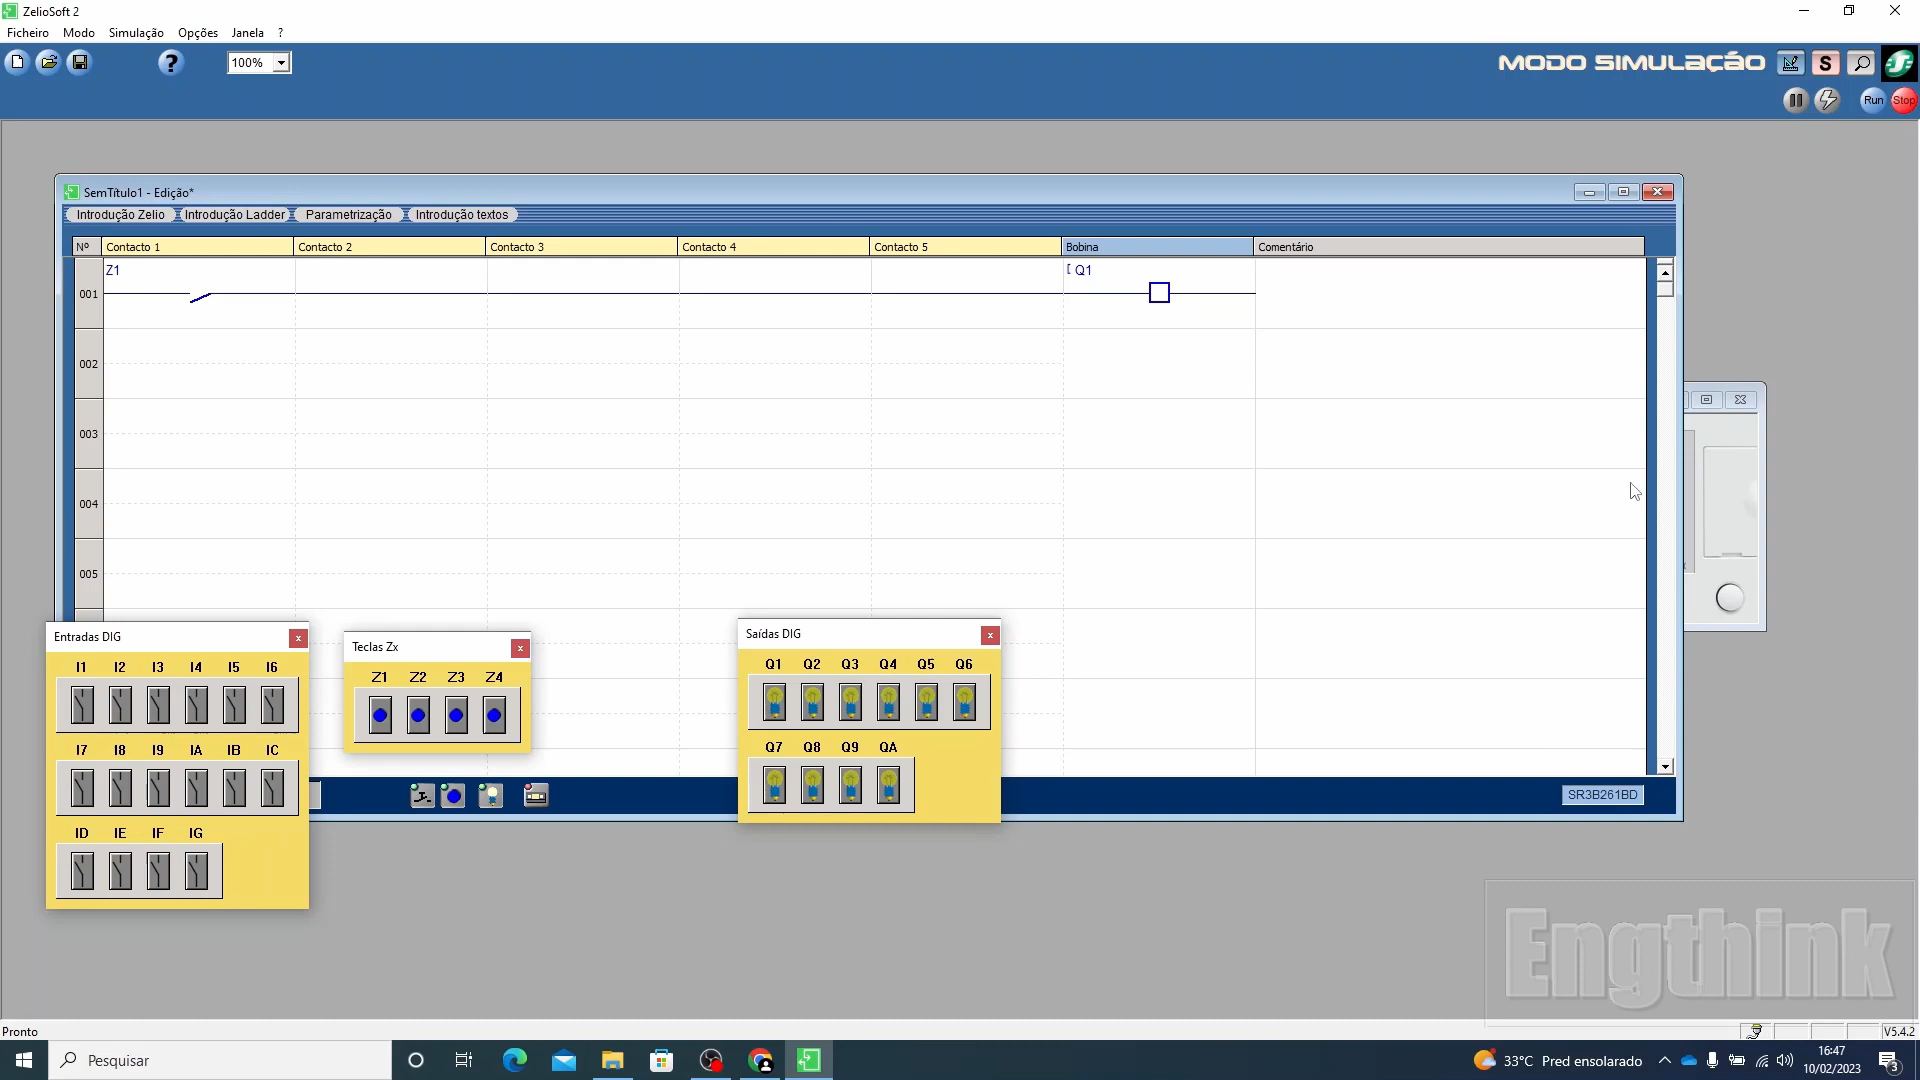 ZelioSoft 2
Ficheiro Modo Simulação Opções Janela ?
100%
MODO SIMULAÇÃO
S
Run Stop
SemTítulo1 - Edição*
Introdução Zelio Introdução Ladder Parametrização Introdução textos
Nº Contacto 1 Contacto 2 Contacto 3 Contacto 4 Contacto 5 Bobina Comentário
Z1 [ Q1
001
002
003
004
005
Entradas DIG
I1 I2 I3 I4 I5 I6
I7 I8 I9 IA IB IC
ID IE IF IG
Teclas Zx
Z1 Z2 Z3 Z4
Saídas DIG
Q1 Q2 Q3 Q4 Q5 Q6
Q7 Q8 Q9 QA
SR3B261BD
Engthink
Pronto
V5.4.2
Pesquisar
33°C Pred ensolarado
16:47
10/02/2023
3